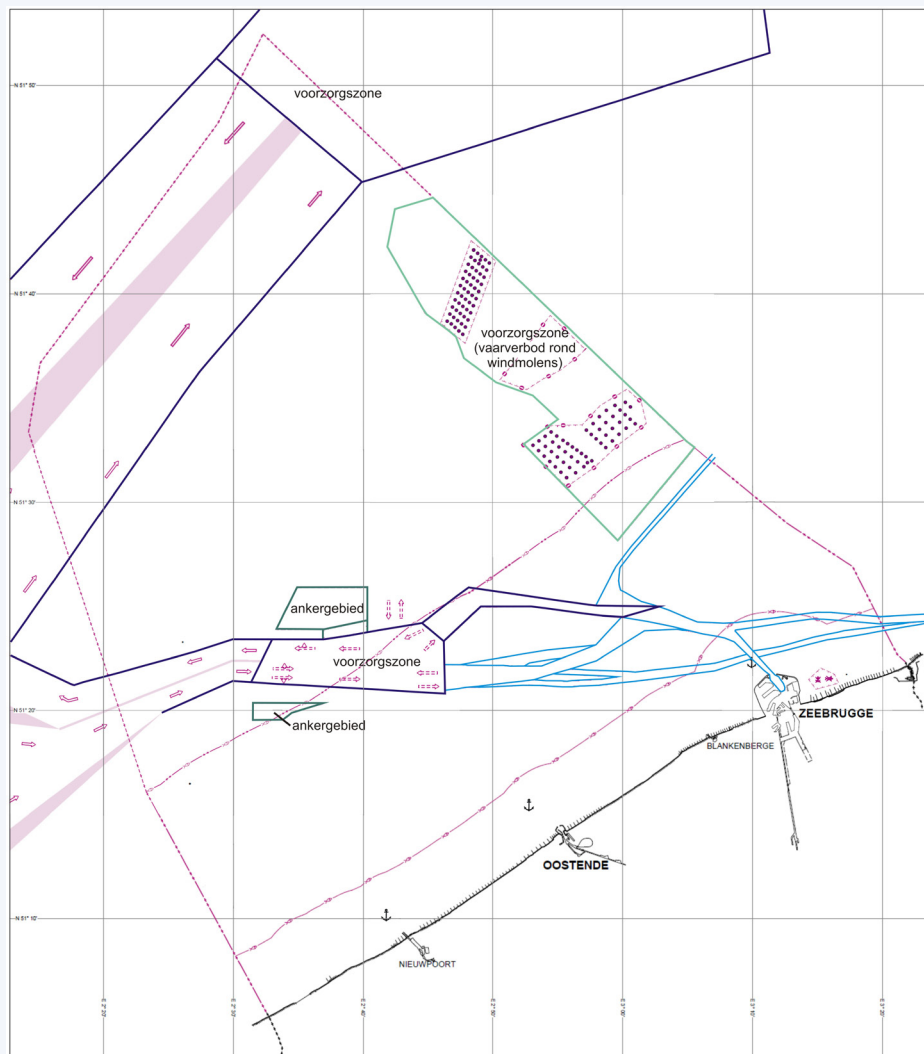 voorzorgszone
N 51° 50'
N 51° 40'
voorzorgszone
(vaarverbod rond
windmolens)
N 51° 30'
ankergebied
voorzorgszone
N 51° 20'
ankergebied
ZEEBRUGGE
BLANKENBERGE
OOSTENDE
N 51° 10'
NIEUWPOORT